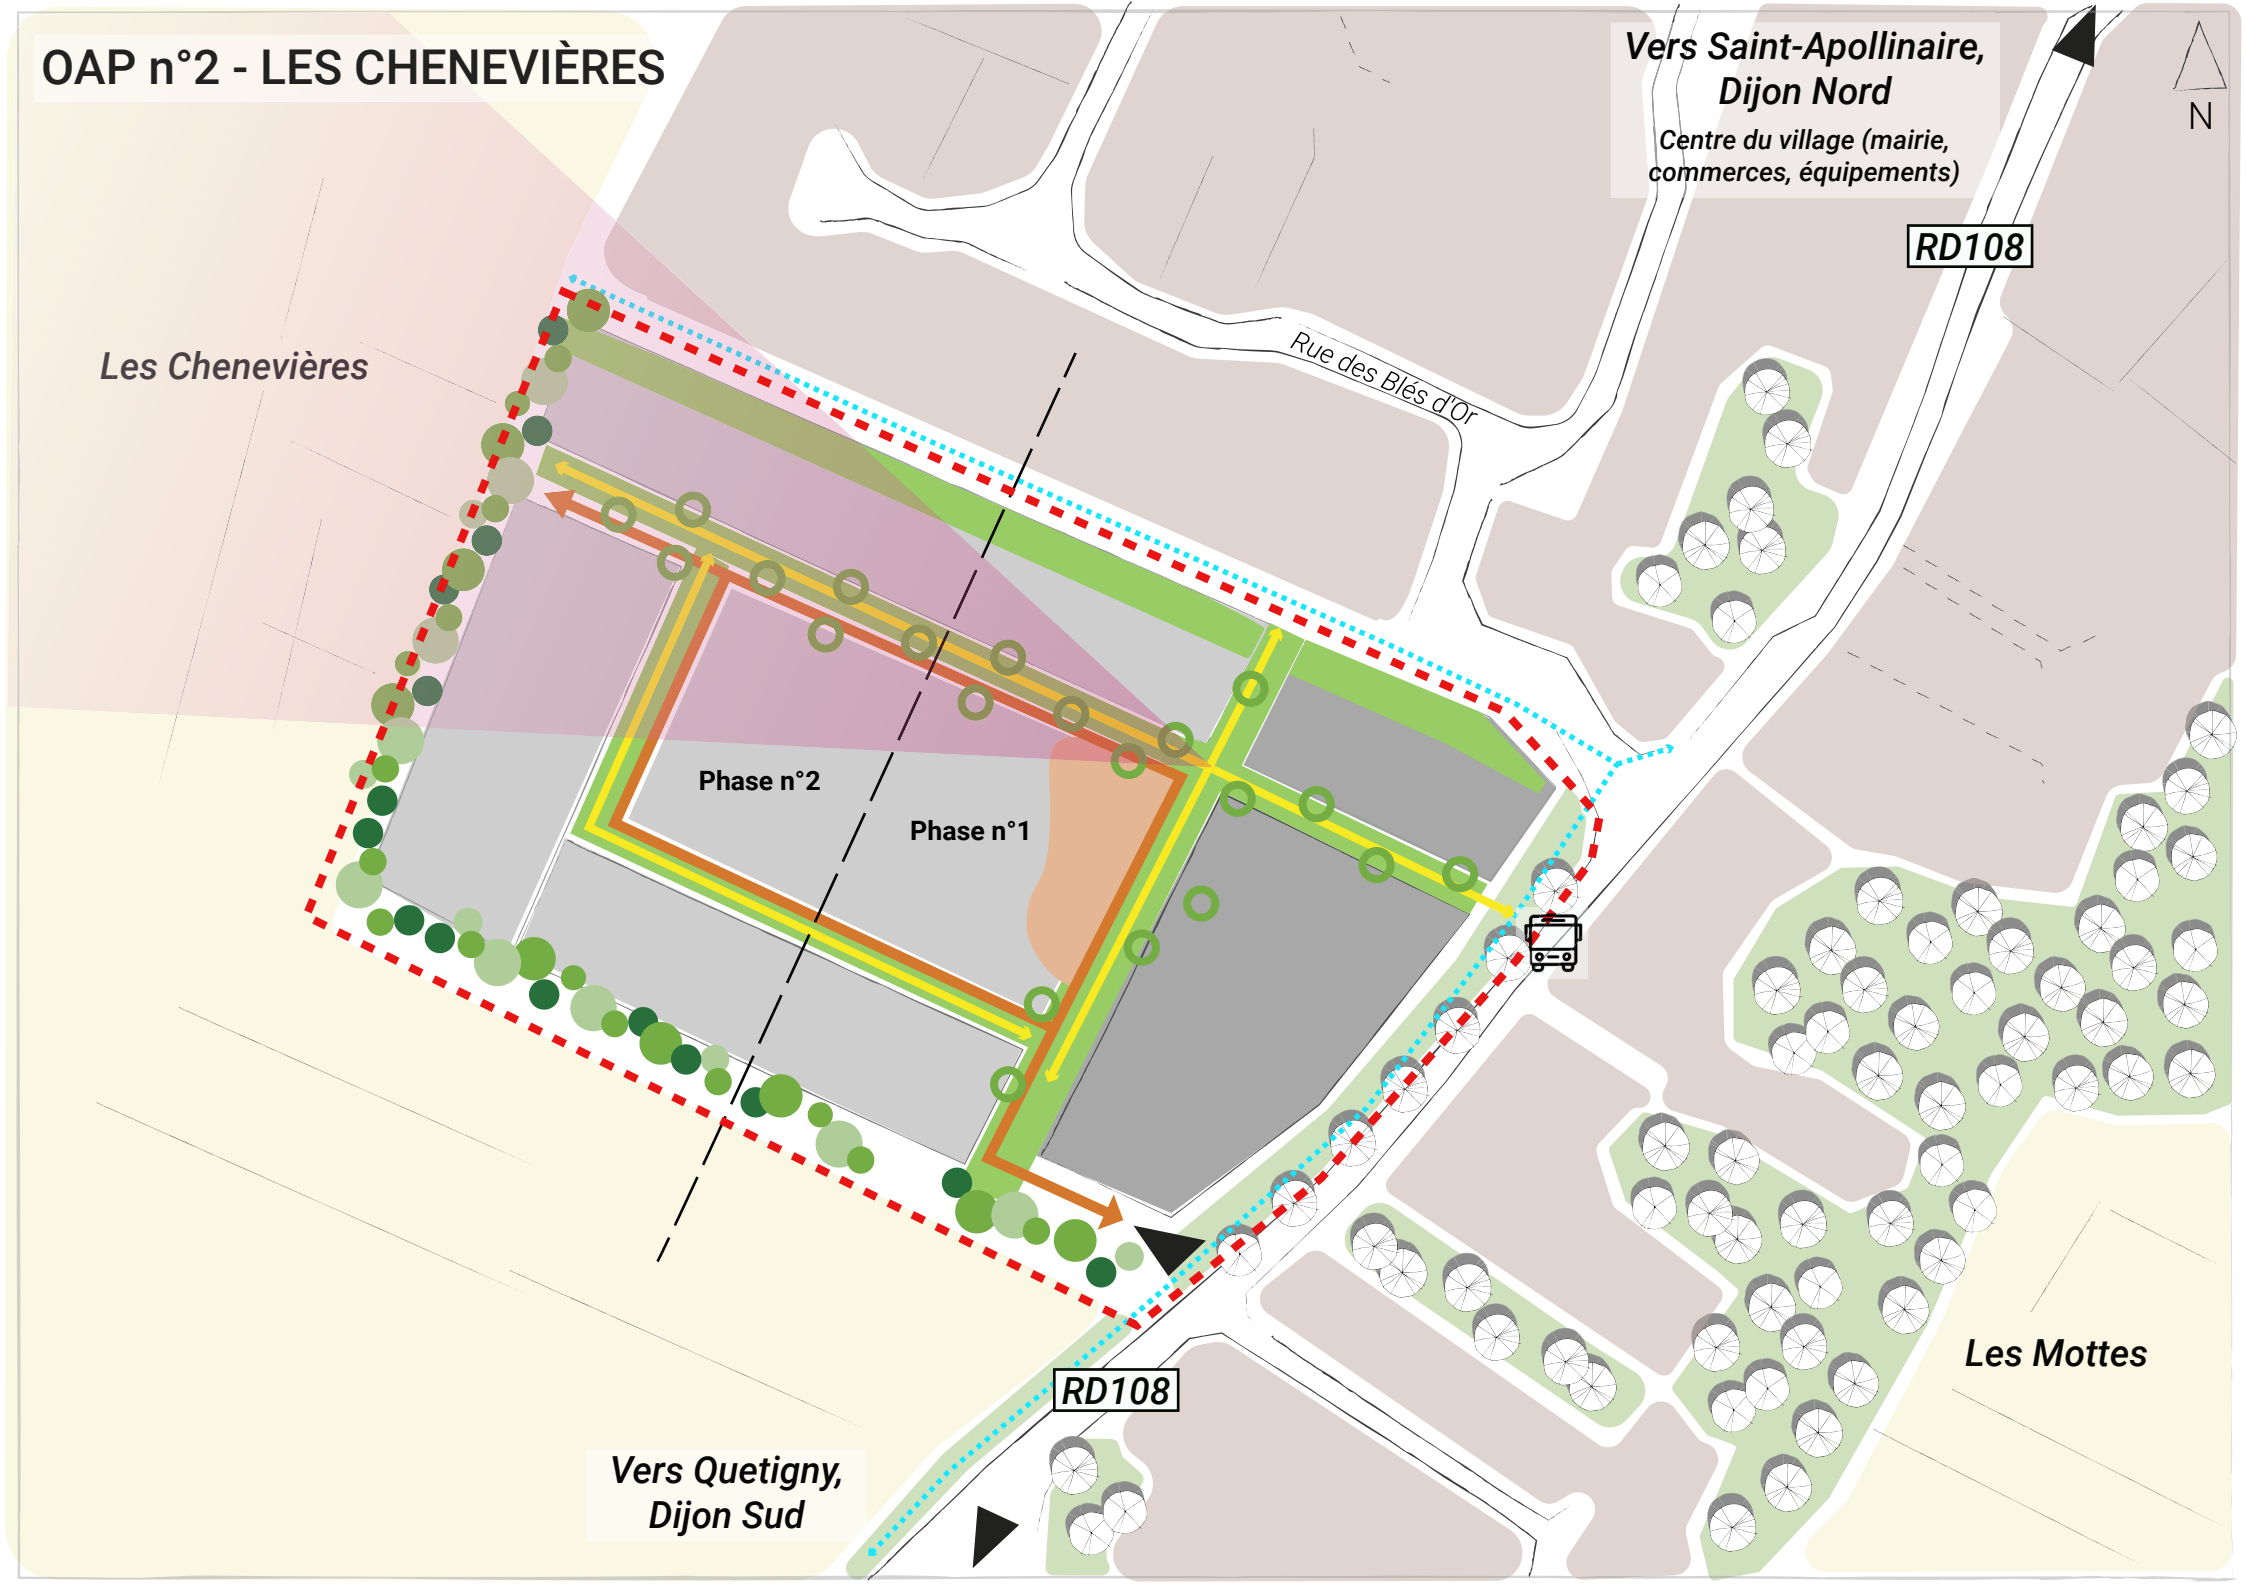 OAP n°2 - LES CHENEVIÈRES
Vers Saint-Apollinaire,
Dijon Nord
Centre du village (mairie,
commerces, équipements)
N
RD108
Rue des Blés d'Or
Les Chenevières
Phase n°2
Phase n°1
Les Mottes
RD108
Vers Quetigny,
Dijon Sud